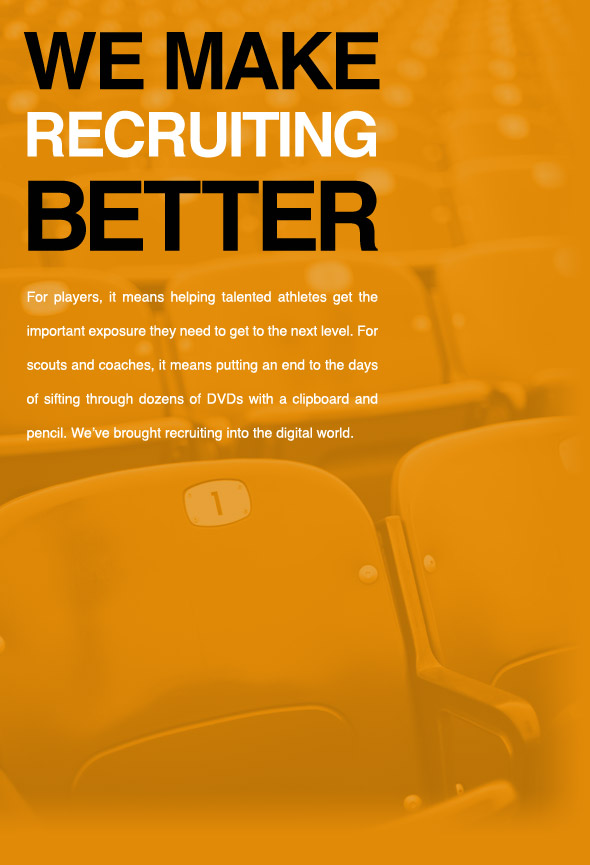 WE MAKE
RECRUITING
BETTER
For players, it means helping talented athletes get the
important exposure they need to get to the next level. For
scouts and coaches, it means putting an end to the days
of sifting through dozens of DVDs with a clipboard and
pencil. We've brought recruiting into the digital world.
1